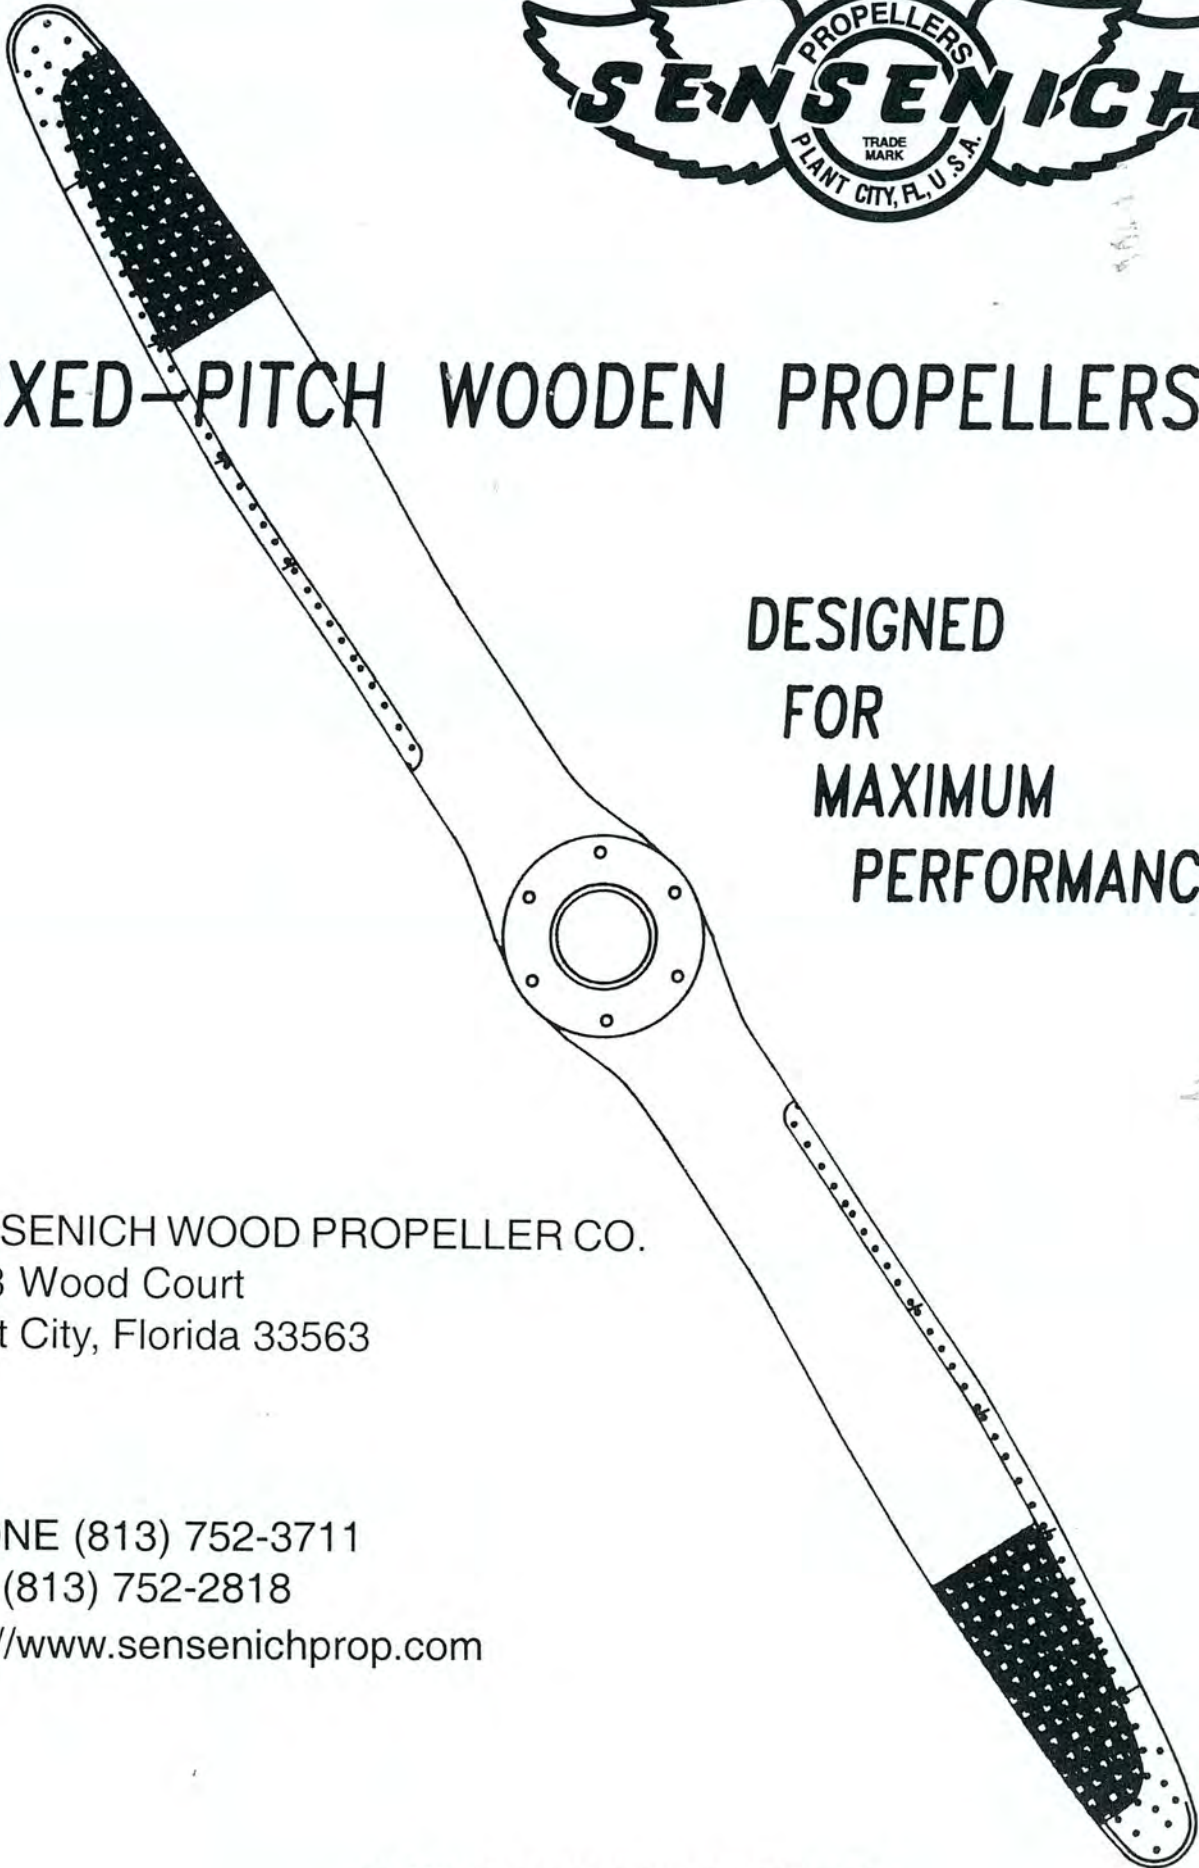 PROPELLERS
SENSENICH
TRADE
MARK
PLANT CITY, FL, U.S.A.
XED-PITCH WOODEN PROPELLERS
DESIGNED
FOR
MAXIMUM
PERFORMANC
SENICH WOOD PROPELLER CO.
3 Wood Court
t City, Florida 33563
NE (813) 752-3711
(813) 752-2818
//www.sensenichprop.com